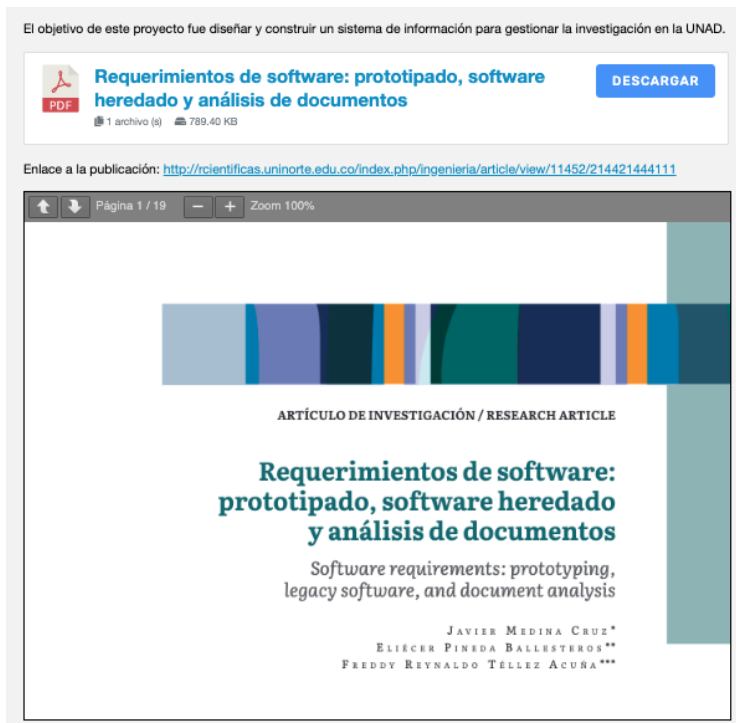 El objetivo de este proyecto fue diseñar y construir un sistema de información para gestionar la investigación en la UNAD.
Requerimientos de software: prototipado, software
heredado y análisis de documentos
DESCARGAR
PDF
1 archivo (s) 789.40 KB
Enlace a la publicación: http://rcientificas.uninorte.edu.co/index.php/ingenieria/article/view/11452/214421444111
Página 1 / 19 Zoom 100%
ARTÍCULO DE INVESTIGACIÓN / RESEARCH ARTICLE
Requerimientos de software:
prototipado, software heredado
y análisis de documentos
Software requirements: prototyping,
legacy software, and document analysis
Javier Medina Cruz*
Eliécer Pineda Ballesteros**
Freddy Reynaldo Téllez Acuña***